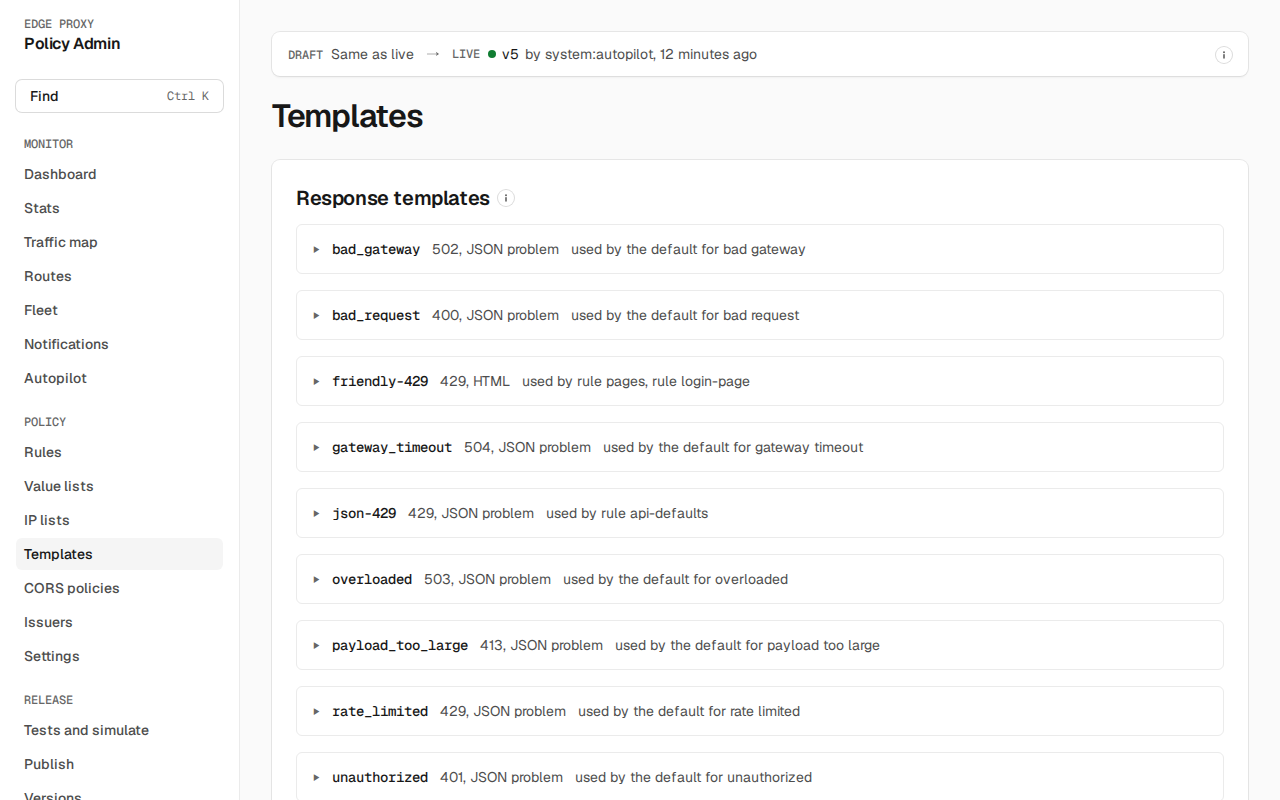 EDGE PROXY
Policy Admin
Find Ctrl K
MONITOR
Dashboard
Stats
Traffic map
Routes
Fleet
Notifications
Autopilot
POLICY
Rules
Value lists
IP lists
Templates
CORS policies
Issuers
Settings
RELEASE
Tests and simulate
Publish
Versions
DRAFT Same as live → LIVE v5 by system:autopilot, 12 minutes ago
Templates
Response templates
bad_gateway 502, JSON problem used by the default for bad gateway
bad_request 400, JSON problem used by the default for bad request
friendly-429 429, HTML used by rule pages, rule login-page
gateway_timeout 504, JSON problem used by the default for gateway timeout
json-429 429, JSON problem used by rule api-defaults
overloaded 503, JSON problem used by the default for overloaded
payload_too_large 413, JSON problem used by the default for payload too large
rate_limited 429, JSON problem used by the default for rate limited
unauthorized 401, JSON problem used by the default for unauthorized